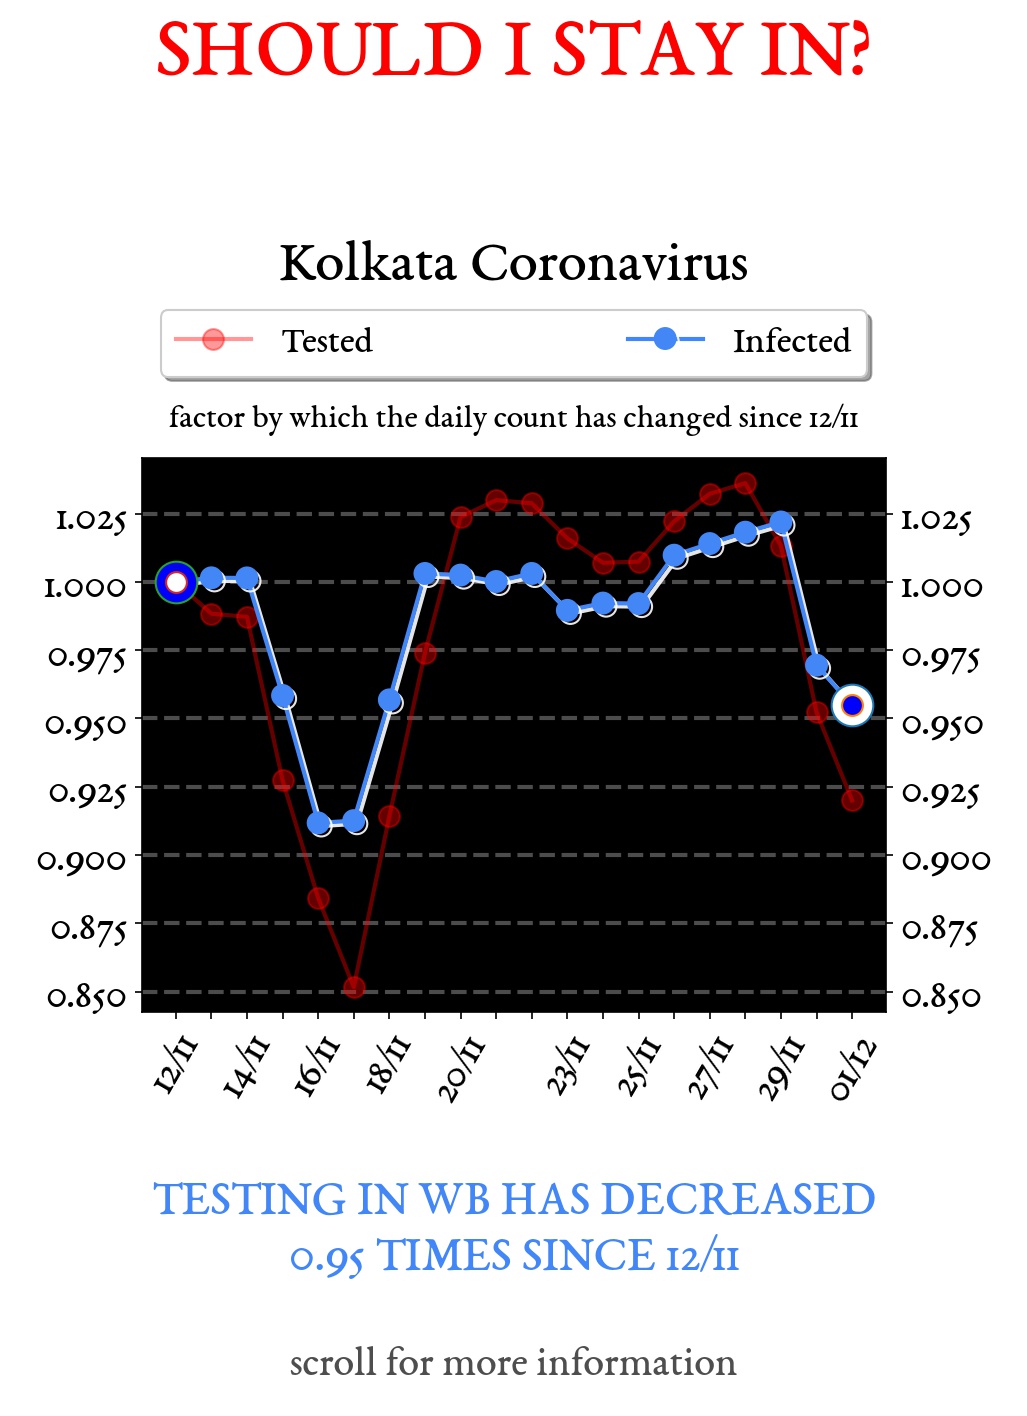 SHOULD I STAY IN?
Kolkata Coronavirus
Tested Infected
factor by which the daily count has changed since 12/11
1.025 1.025
1.000 1.000
0.975 0.975
0.950 0.950
0.925 0.925
0.900 0.900
0.875 0.875
0.850 0.850
12/11 14/11 16/11 18/11 20/11 23/11 25/11 27/11 29/11 01/12
TESTING IN WB HAS DECREASED
0.95 TIMES SINCE 12/11
scroll for more information